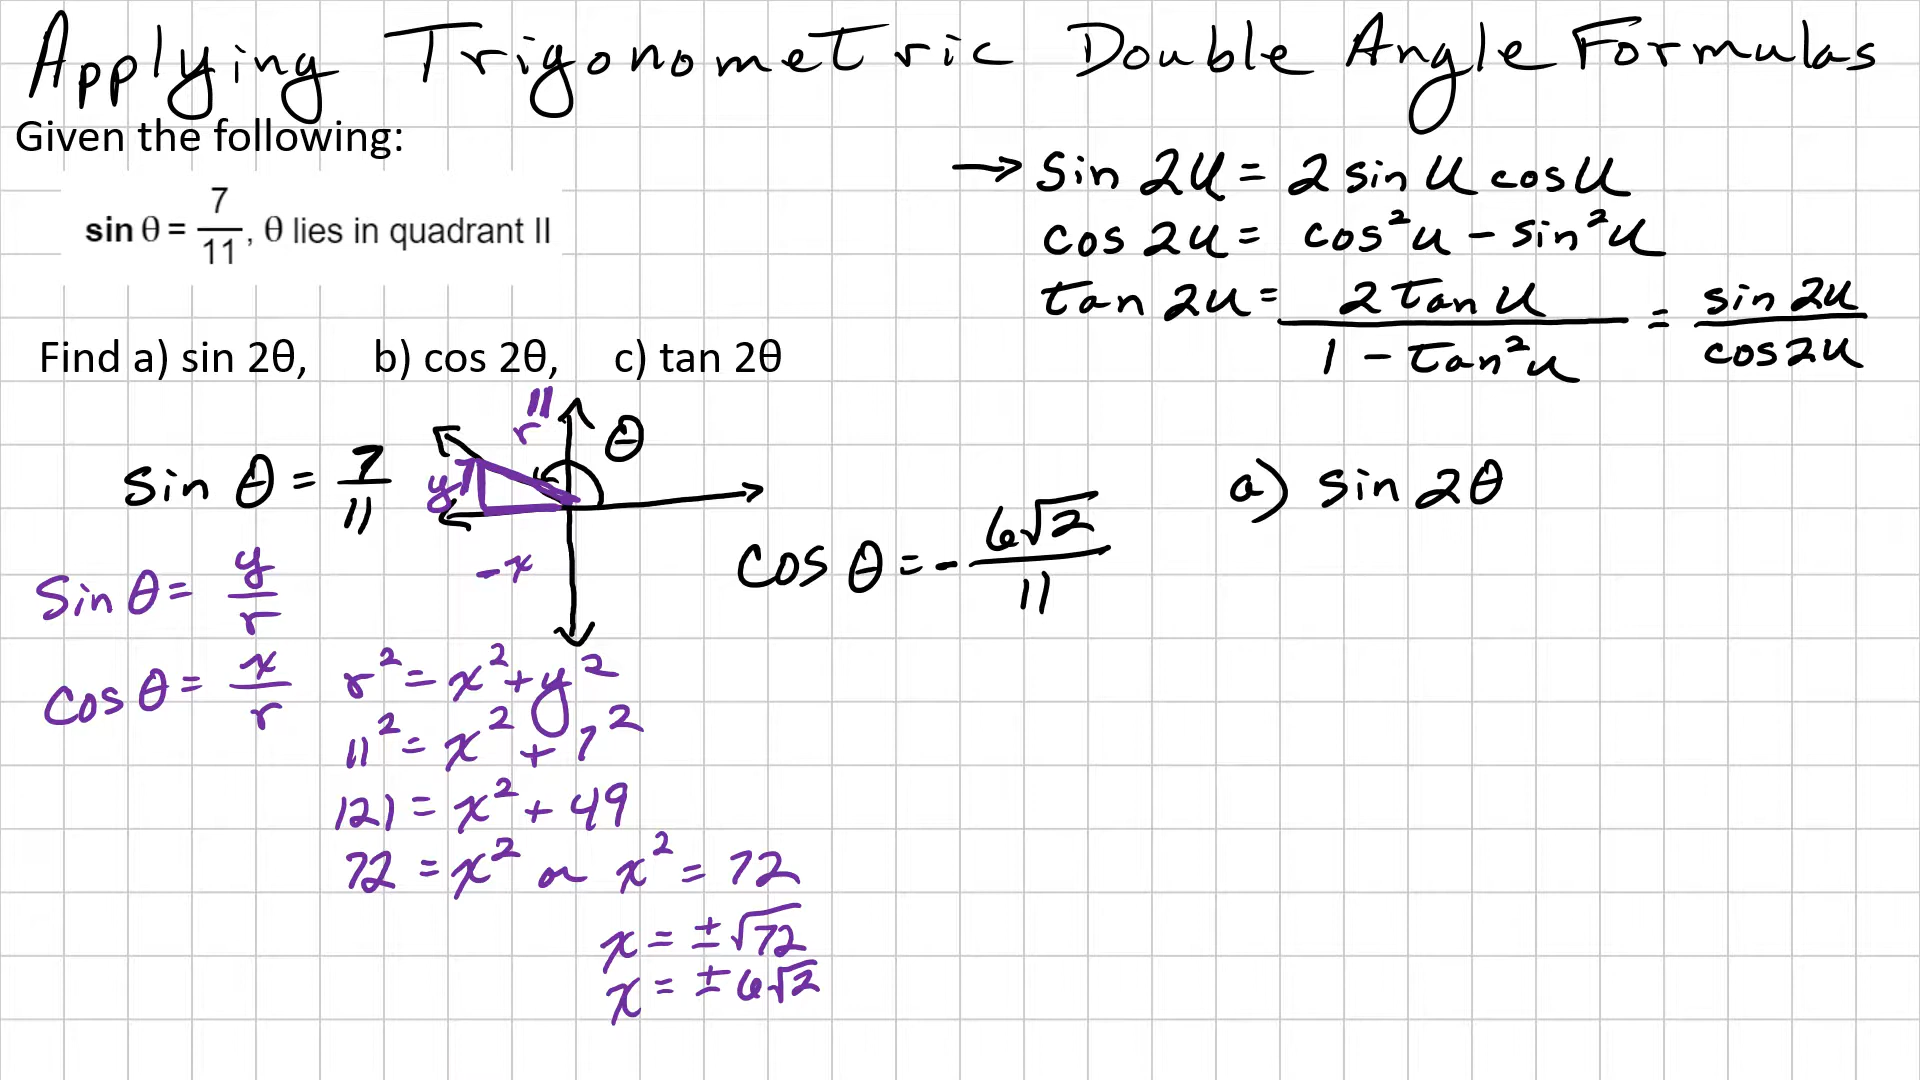 Applying Trigonometric Double Angle Formulas
Given the following:
sin θ = 7/11, θ lies in quadrant II
→ sin 2u = 2 sin u cos u
cos 2u = cos²u − sin²u
tan 2u = 2 tan u / 1 − tan²u = sin 2u / cos 2u
Find a) sin 2θ, b) cos 2θ, c) tan 2θ
sin θ = 7/11
11
r
θ
y 7
−x
sin θ = y/r
cos θ = x/r
r² = x² + y²
11² = x² + 7²
121 = x² + 49
72 = x² or x² = 72
x = ±√72
x = ±6√2
cos θ = − 6√2/11
a) sin 2θ